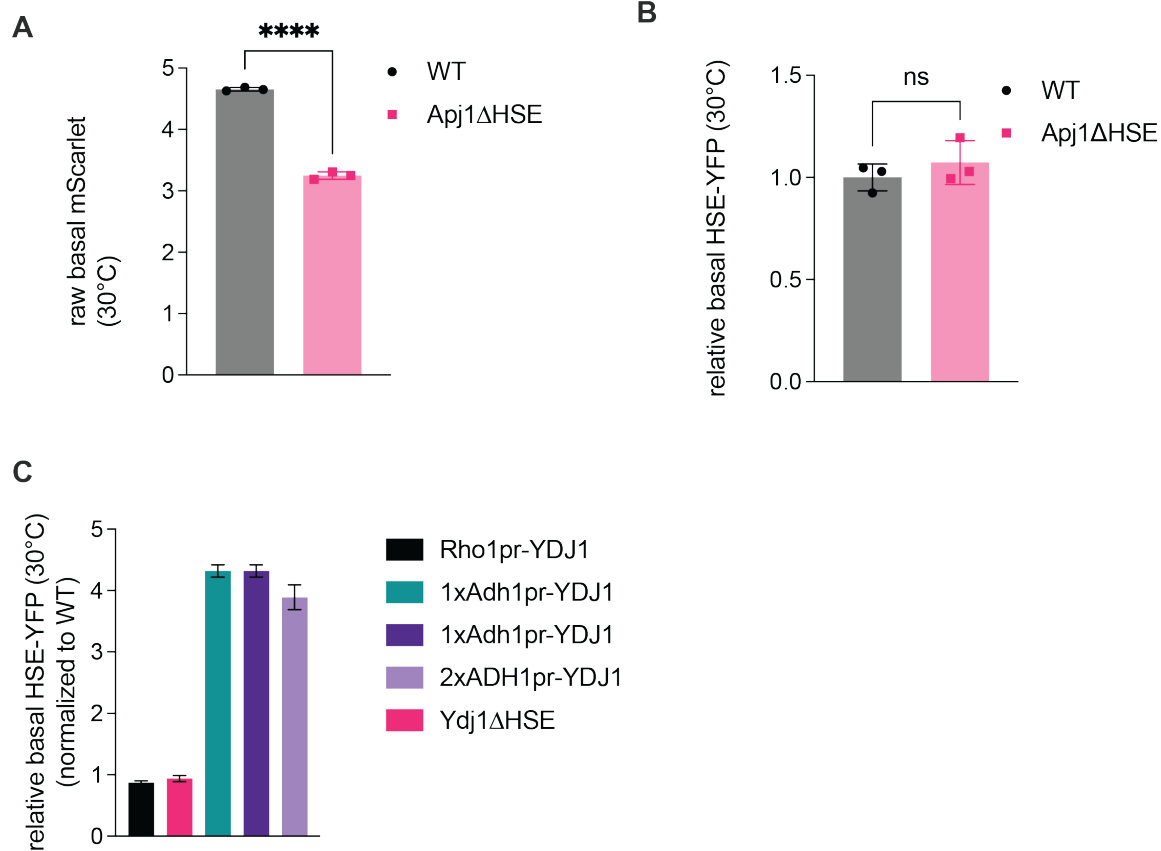 A
****
raw basal mScarlet
(30°C)
5
4
3
2
1
0
WT
Apj1ΔHSE
B
ns
relative basal HSE-YFP (30°C)
1.5
1.0
0.5
0.0
WT
Apj1ΔHSE
C
relative basal HSE-YFP (30°C)
(normalized to WT)
5
4
3
2
1
0
Rho1pr-YDJ1
1xAdh1pr-YDJ1
1xAdh1pr-YDJ1
2xADH1pr-YDJ1
Ydj1ΔHSE